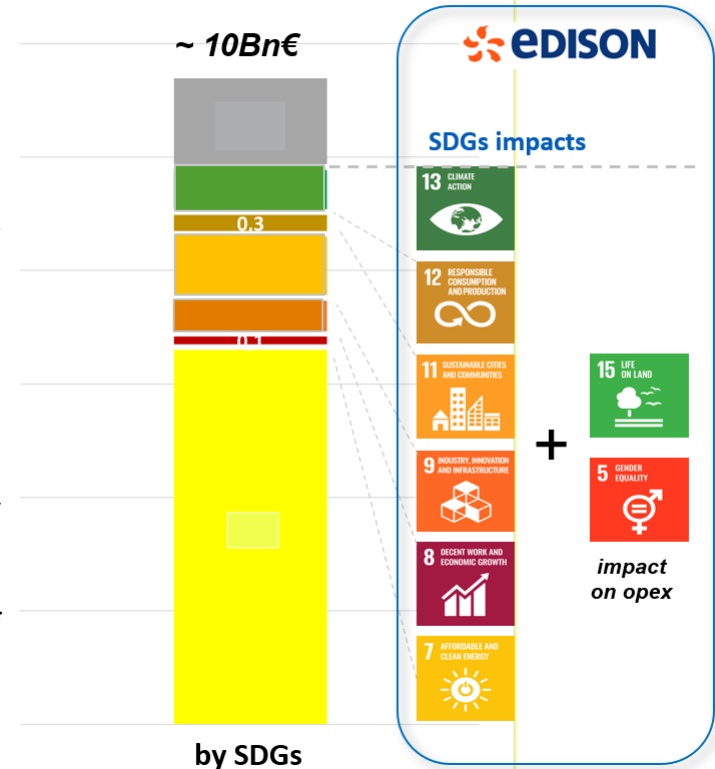 ~ 10Bn€
eDISON
SDGs impacts
13 CLIMATE
ACTION
0,3
12 RESPONSIBLE
CONSUMPTION
AND PRODUCTION
0,1
11 SUSTAINABLE CITIES
AND COMMUNITIES
15 LIFE
ON LAND
+
9 INDUSTRY, INNOVATION
AND INFRASTRUCTURE
5 GENDER
EQUALITY
8 DECENT WORK AND
ECONOMIC GROWTH
impact
on opex
7 AFFORDABLE AND
CLEAN ENERGY
by SDGs